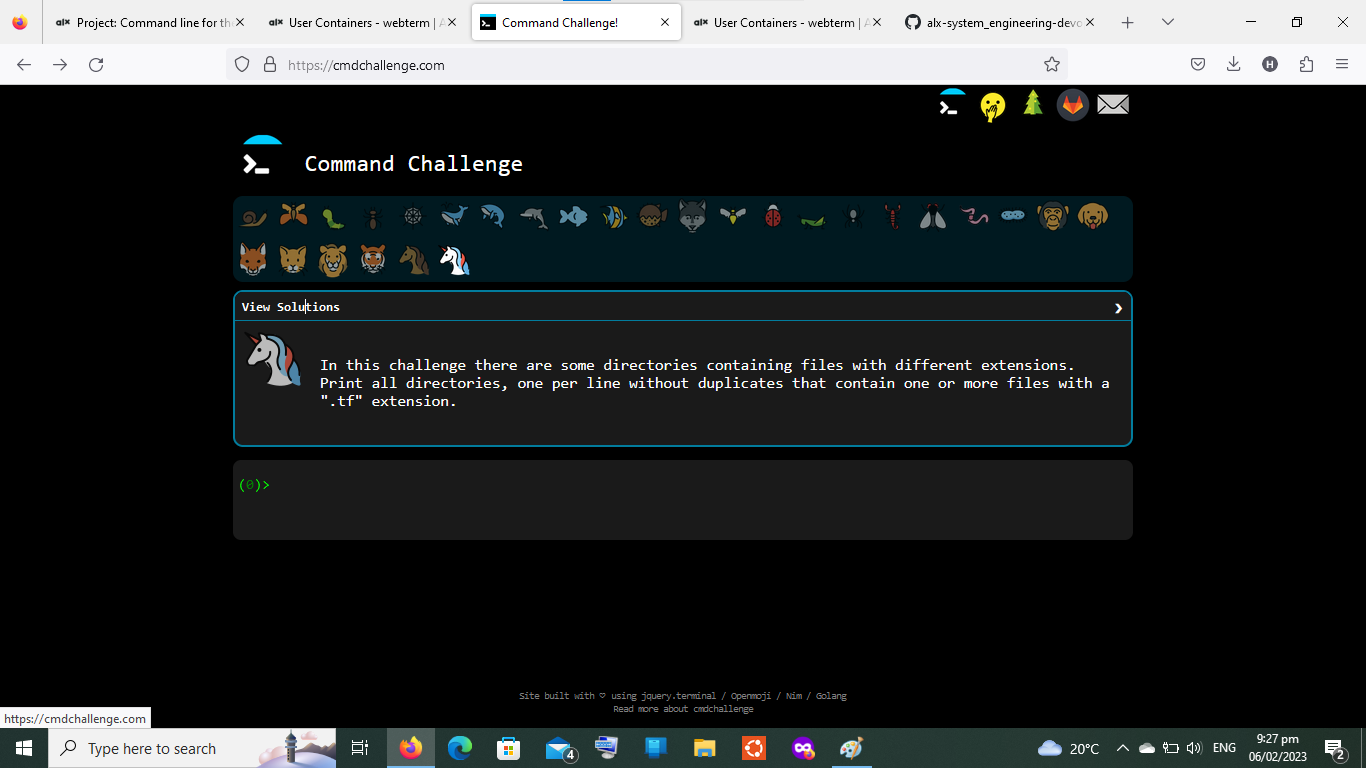 Project: Command line for the
User Containers - webterm | A
Command Challenge!
User Containers - webterm | A
alx-system_engineering-devo
https://cmdchallenge.com
H
Command Challenge
View Solutions
In this challenge there are some directories containing files with different extensions.
Print all directories, one per line without duplicates that contain one or more files with a
".tf" extension.
(0)>
Site built with ♡ using jquery.terminal / Openmoji / Nim / Golang
Read more about cmdchallenge
https://cmdchallenge.com
Type here to search
4
20°C
ENG
9:27 pm
06/02/2023
2